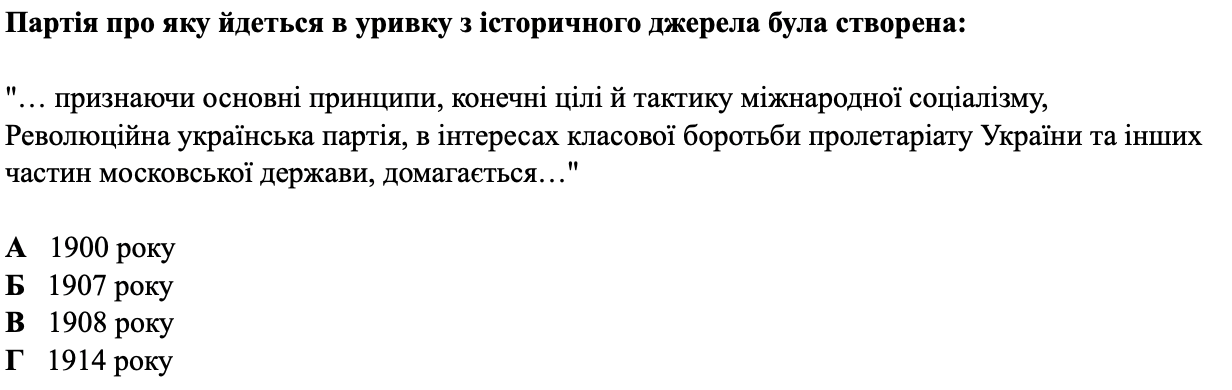 Партія про яку йдеться в уривку з історичного джерела була створена:
"… признаючи основні принципи, конечні цілі й тактику міжнародної соціалізму,
Революційна українська партія, в інтересах класової боротьби пролетаріату України та інших
частин московської держави, домагається…"
А 1900 року
Б 1907 року
В 1908 року
Г 1914 року